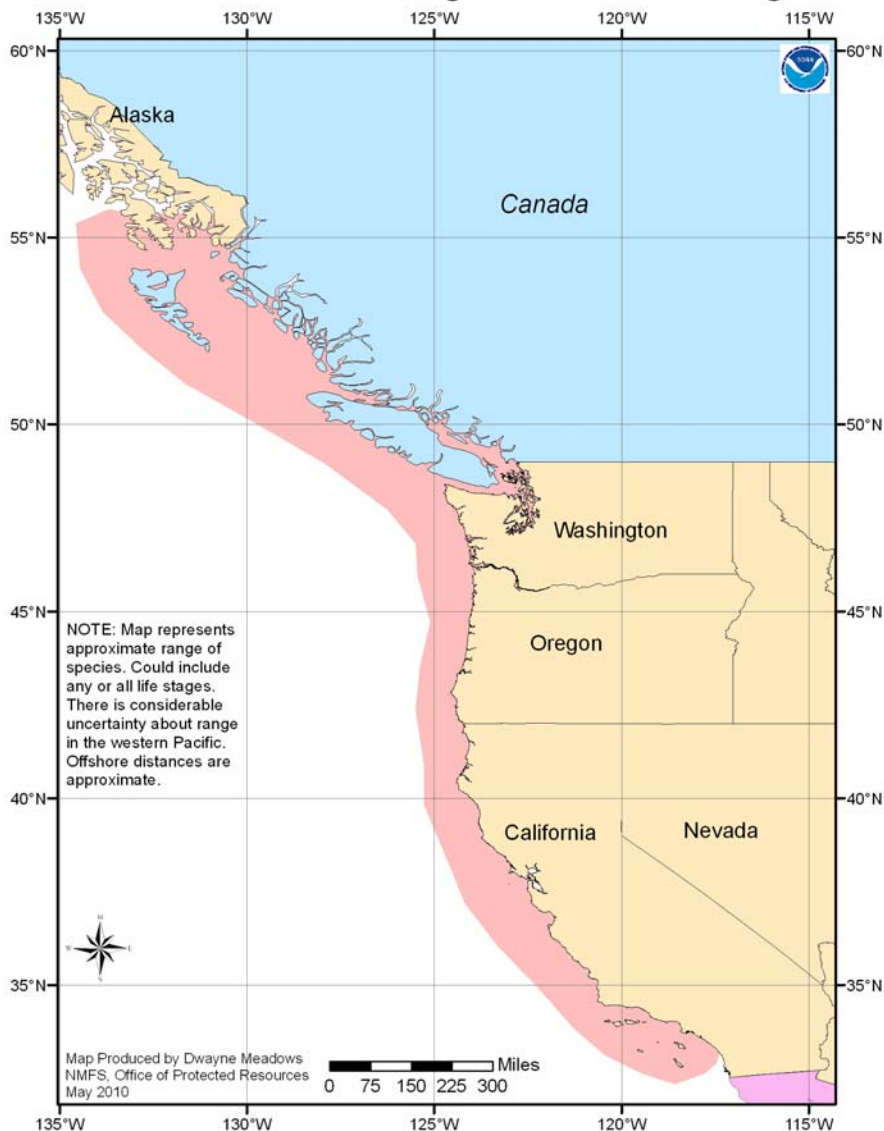 135°W 130°W 125°W 120°W 115°W
60°N 60°N
NOAA
Alaska
Canada
55°N 55°N
50°N 50°N
Washington
45°N 45°N
NOTE: Map represents
approximate range of
species. Could include
any or all life stages.
There is considerable
uncertainty about range
in the western Pacific.
Offshore distances are
approximate.
Oregon
40°N 40°N
California Nevada
N
W E
S
35°N 35°N
Map Produced by Dwayne Meadows
NMFS, Office of Protected Resources
May 2010
Miles
0 75 150 225 300
135°W 130°W 125°W 120°W 115°W